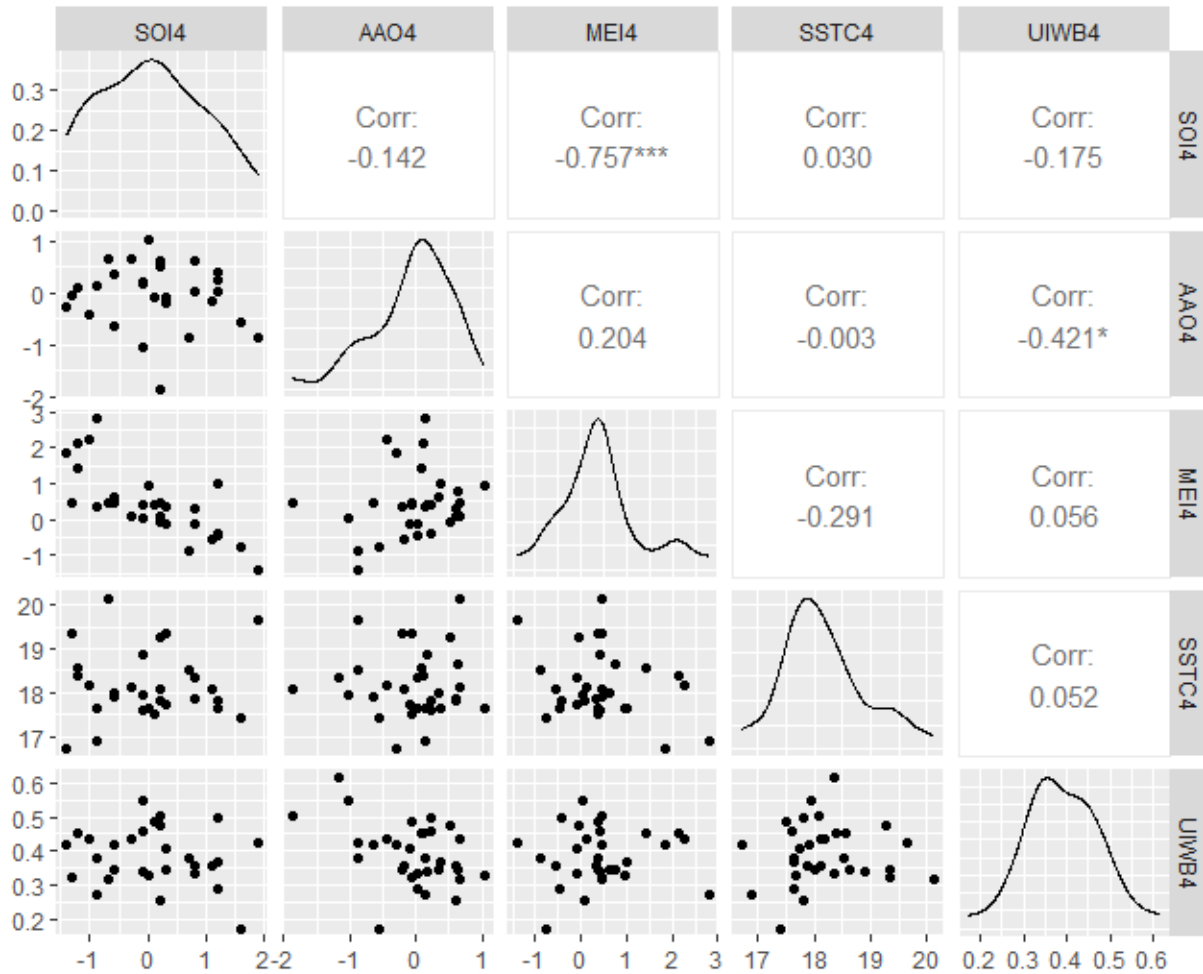 SOI4 AAO4 MEI4 SSTC4 UIWB4
0.3
0.2
0.1
0.0
Corr: Corr: Corr: Corr:
-0.142 -0.757*** 0.030 -0.175
SOI4
1
0
-1
-2
Corr: Corr: Corr:
0.204 -0.003 -0.421*
AAO4
3
2
1
0
-1
Corr: Corr:
-0.291 0.056
MEI4
20
19
18
17
Corr:
0.052
SSTC4
0.6
0.5
0.4
0.3
0.2
UIWB4
-1 0 1 2 -2 -1 0 1 -1 0 1 2 3 17 18 19 20 0.2 0.3 0.4 0.5 0.6